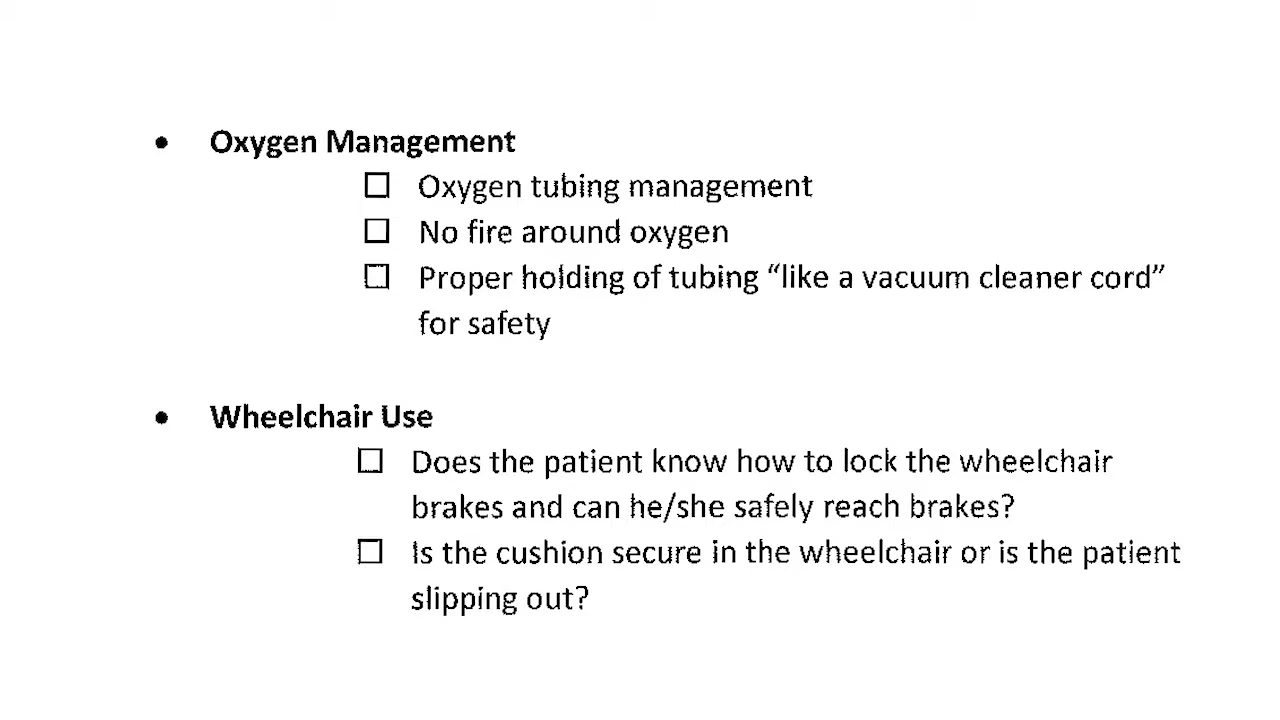 • Oxygen Management
☐ Oxygen tubing management
☐ No fire around oxygen
☐ Proper holding of tubing “like a vacuum cleaner cord”
for safety
• Wheelchair Use
☐ Does the patient know how to lock the wheelchair
brakes and can he/she safely reach brakes?
☐ Is the cushion secure in the wheelchair or is the patient
slipping out?